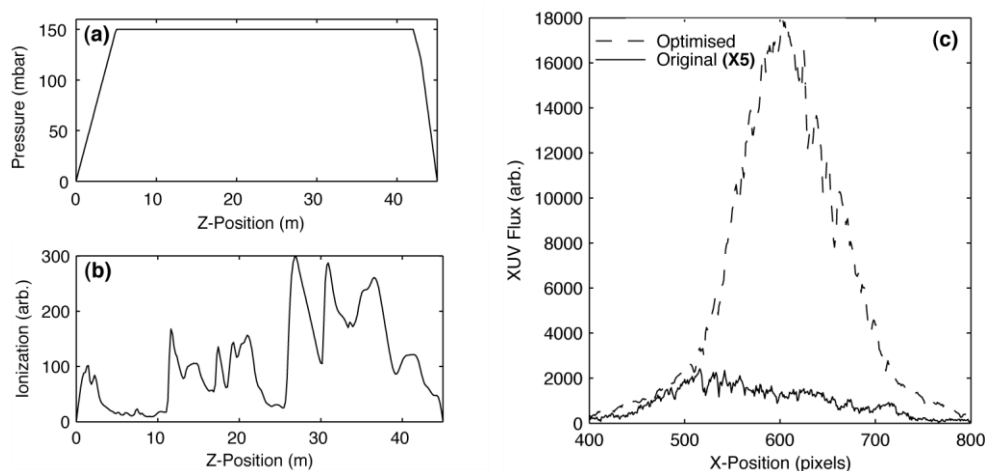 (a)
Pressure (mbar)
150
100
50
0
0 10 20 30 40
Z-Position (m)
(b)
Ionization (arb.)
300
200
100
0
0 10 20 30 40
Z-Position (m)
(c)
Optimised
Original (X5)
XUV Flux (arb.)
18000
16000
14000
12000
10000
8000
6000
4000
2000
0
400 500 600 700 800
X-Position (pixels)